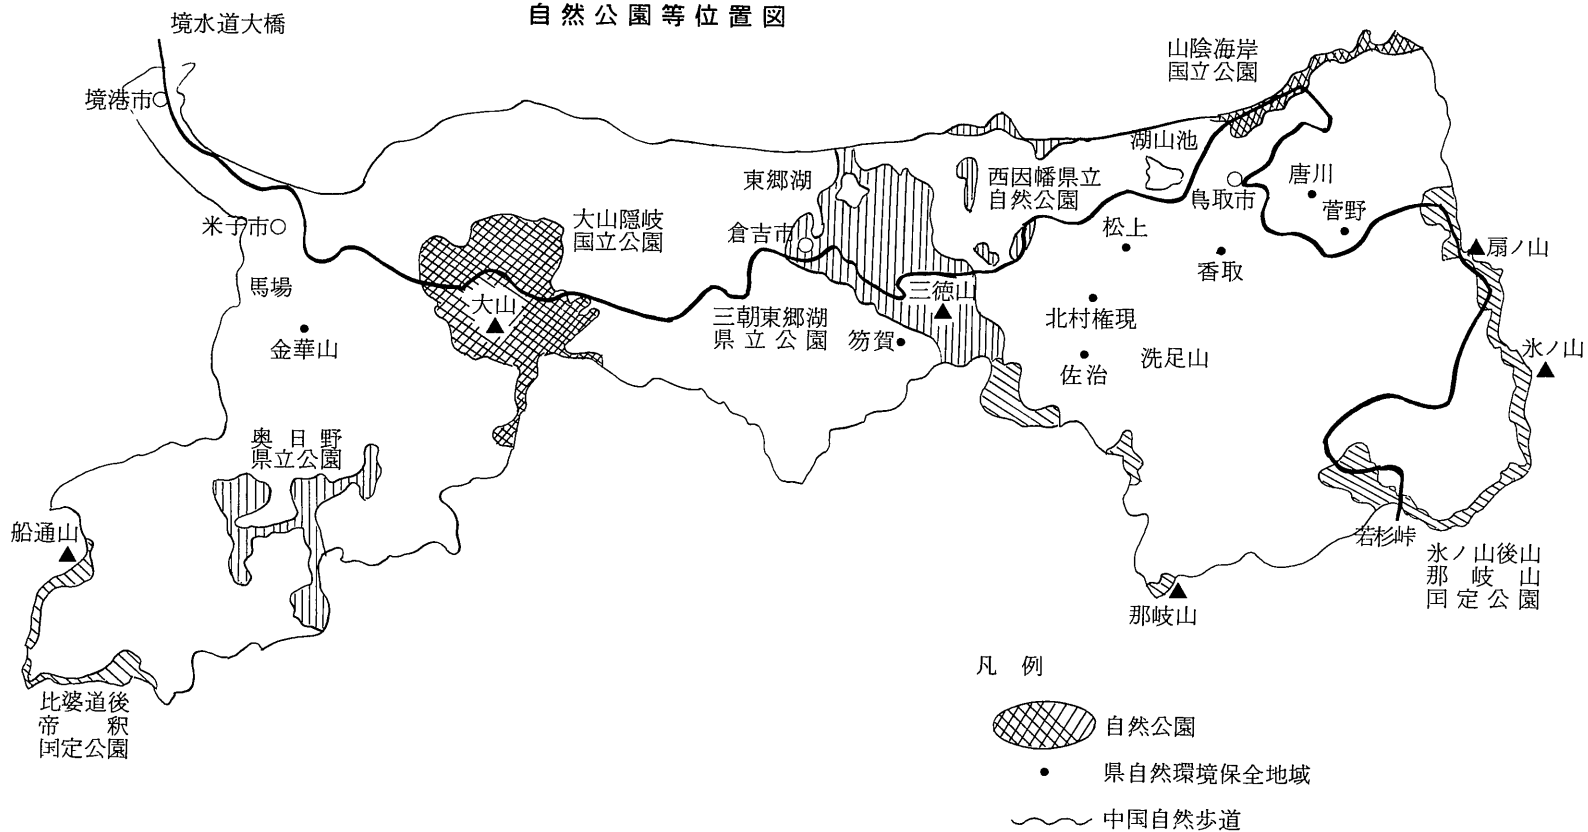 自然公園等位置図
境水道大橋
境港市
山陰海岸
国立公園
湖山池
東郷湖
西因幡県立
自然公園
鳥取市
唐川
菅野
米子市
大山隠岐
国立公園
倉吉市
松上
香取
扇ノ山
馬場
大山
三徳山
三朝東郷湖
県立公園
笏賀
北村権現
金華山
佐治
洗足山
氷ノ山
奥日野
県立公園
船通山
若杉峠
氷ノ山後山
那岐山
国定公園
那岐山
比婆道後
帝釈
国定公園
凡例
自然公園
県自然環境保全地域
中国自然歩道